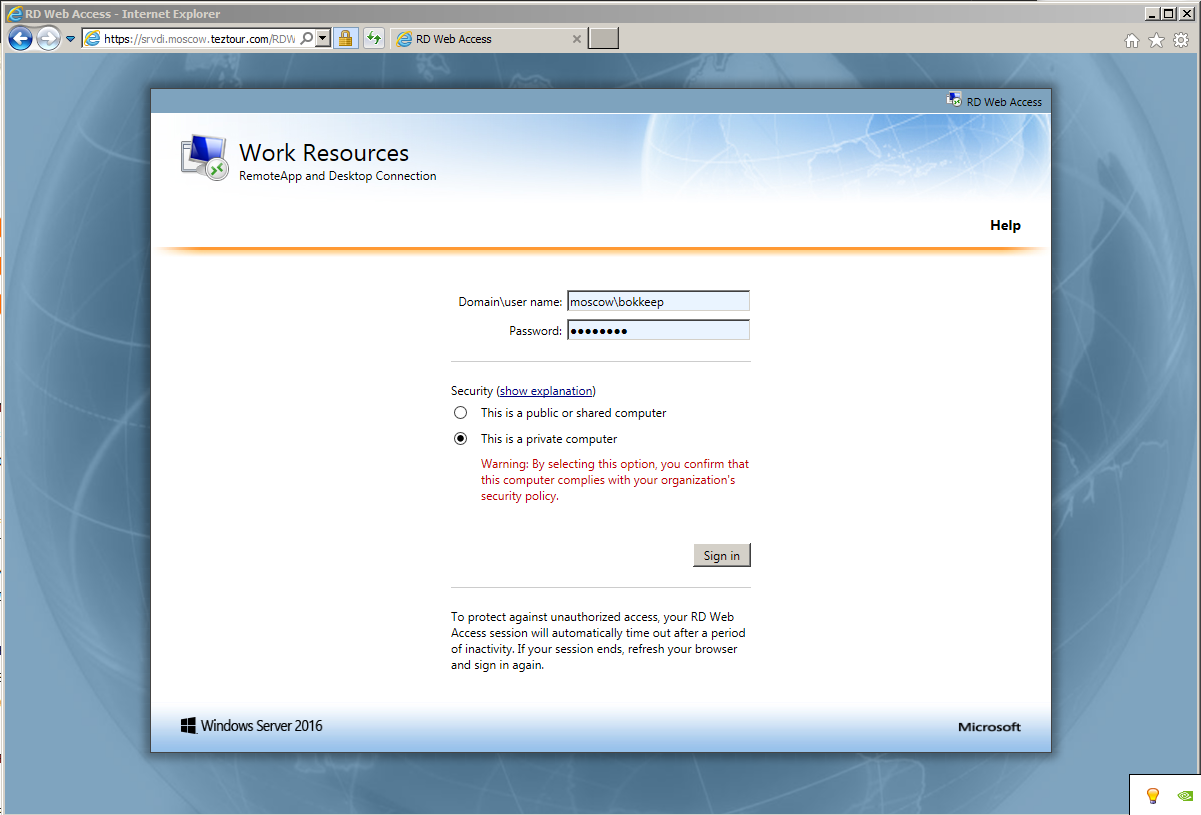 RD Web Access - Internet Explorer
https://srvdi.moscow.teztour.com/RDW
RD Web Access
RD Web Access
Work Resources
RemoteApp and Desktop Connection
Help
Domain\user name: moscow\bokkeep
Password: ••••••••
Security (show explanation)
This is a public or shared computer
This is a private computer
Warning: By selecting this option, you confirm that
this computer complies with your organization's
security policy.
Sign in
To protect against unauthorized access, your RD Web
Access session will automatically time out after a period
of inactivity. If your session ends, refresh your browser
and sign in again.
Windows Server 2016
Microsoft